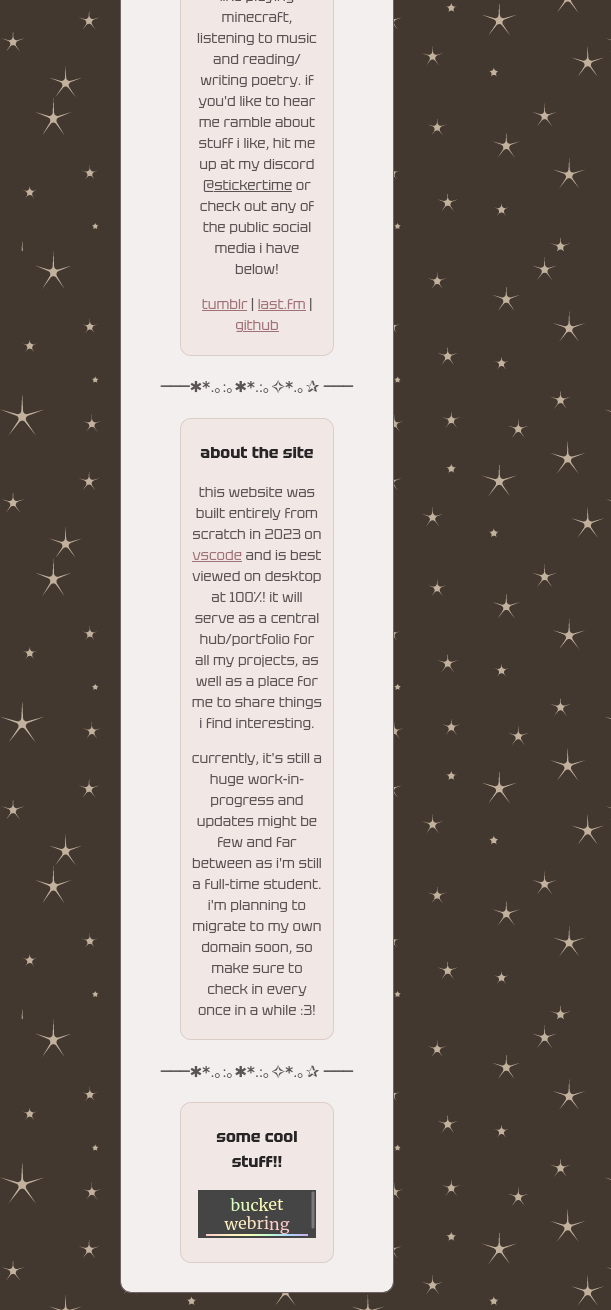 like playing
minecraft,
listening to music
and reading/
writing poetry. if
you'd like to hear
me ramble about
stuff i like, hit me
up at my discord
@stickertime or
check out any of
the public social
media i have
below!
tumblr | last.fm |
github
───✱*.｡:｡✱*.:｡✧*.｡✰ ───
about the site
this website was
built entirely from
scratch in 2023 on
vscode and is best
viewed on desktop
at 100%! it will
serve as a central
hub/portfolio for
all my projects, as
well as a place for
me to share things
i find interesting.
currently, it's still a
huge work-in-
progress and
updates might be
few and far
between as i'm still
a full-time student.
i'm planning to
migrate to my own
domain soon, so
make sure to
check in every
once in a while :3!
───✱*.｡:｡✱*.:｡✧*.｡✰ ───
some cool
stuff!!
bucket
webring